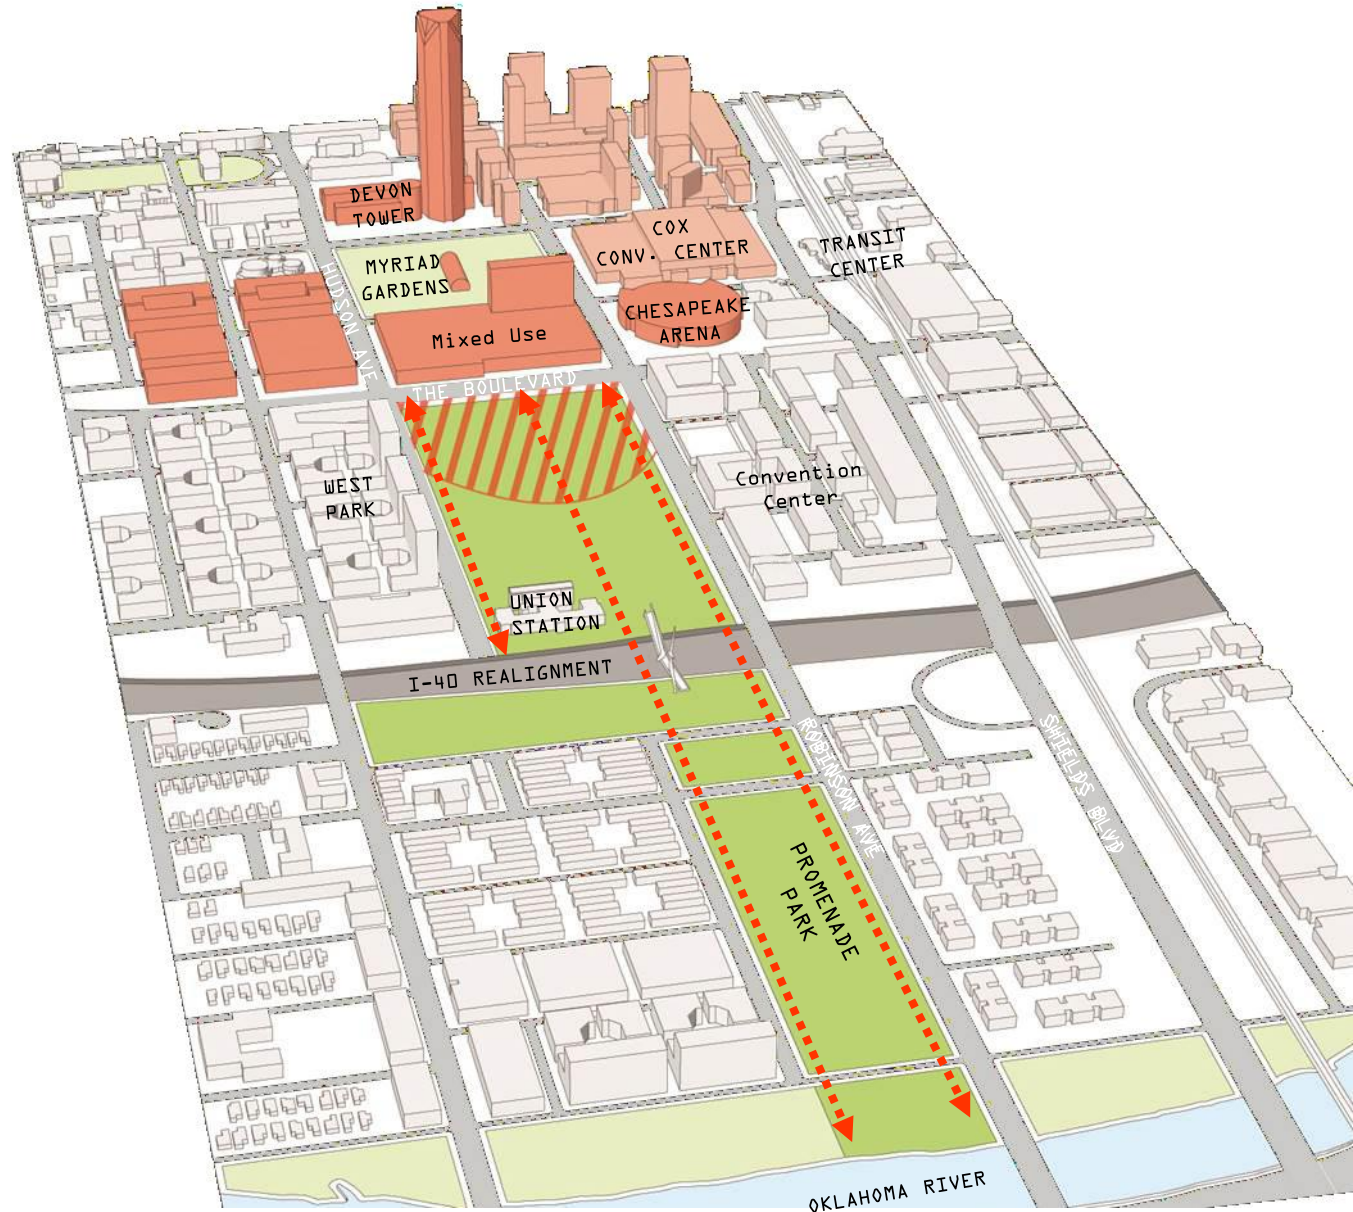 DEVON
TOWER
COX
CONV. CENTER
TRANSIT
CENTER
MYRIAD
GARDENS
HUDSON AVE
CHESAPEAKE
ARENA
Mixed Use
THE BOULEVARD
WEST
PARK
Convention
Center
UNION
STATION
I-40 REALIGNMENT
ROBINSON AVE
SHIELDS BLVD
PROMENADE
PARK
OKLAHOMA RIVER